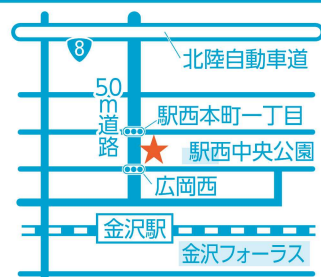 8
北陸自動車道
50m道路
駅西本町一丁目
駅西中央公園
広岡西
金沢駅
金沢フォーラス